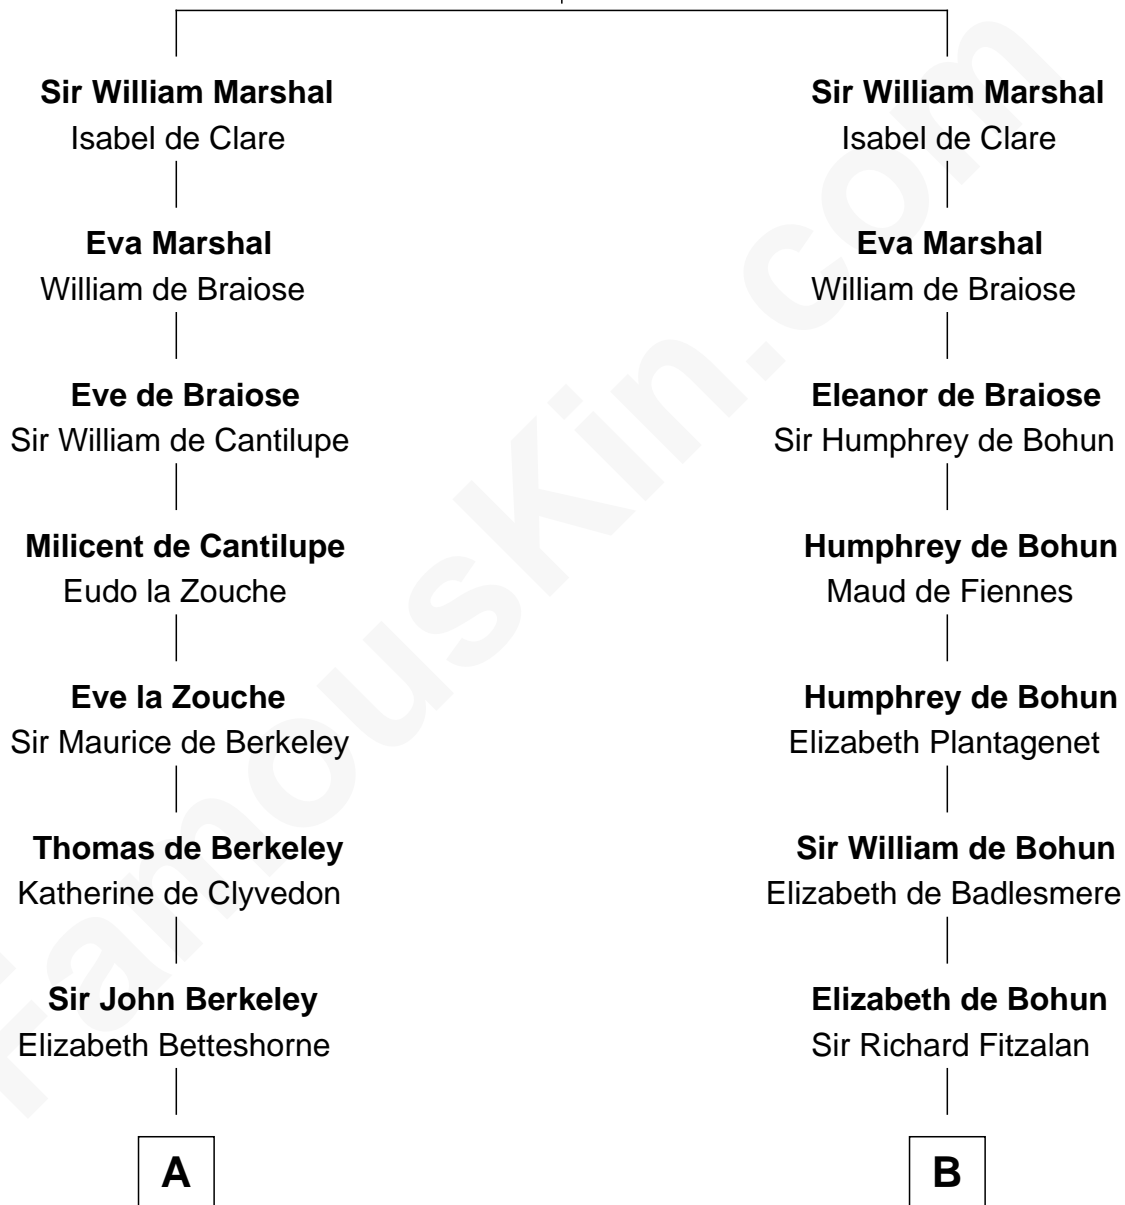 Sir William Marshal
Isabel de Clare
Eva Marshal
William de Braiose
Eve de Braiose
Sir William de Cantilupe
Milicent de Cantilupe
Eudo la Zouche
Eve la Zouche
Sir Maurice de Berkeley
Thomas de Berkeley
Katherine de Clyvedon
Sir John Berkeley
Elizabeth Betteshorne
A
Sir William Marshal
Isabel de Clare
Eva Marshal
William de Braiose
Eleanor de Braiose
Sir Humphrey de Bohun
Humphrey de Bohun
Maud de Fiennes
Humphrey de Bohun
Elizabeth Plantagenet
Sir William de Bohun
Elizabeth de Badlesmere
Elizabeth de Bohun
Sir Richard Fitzalan
B
FamousKin.com